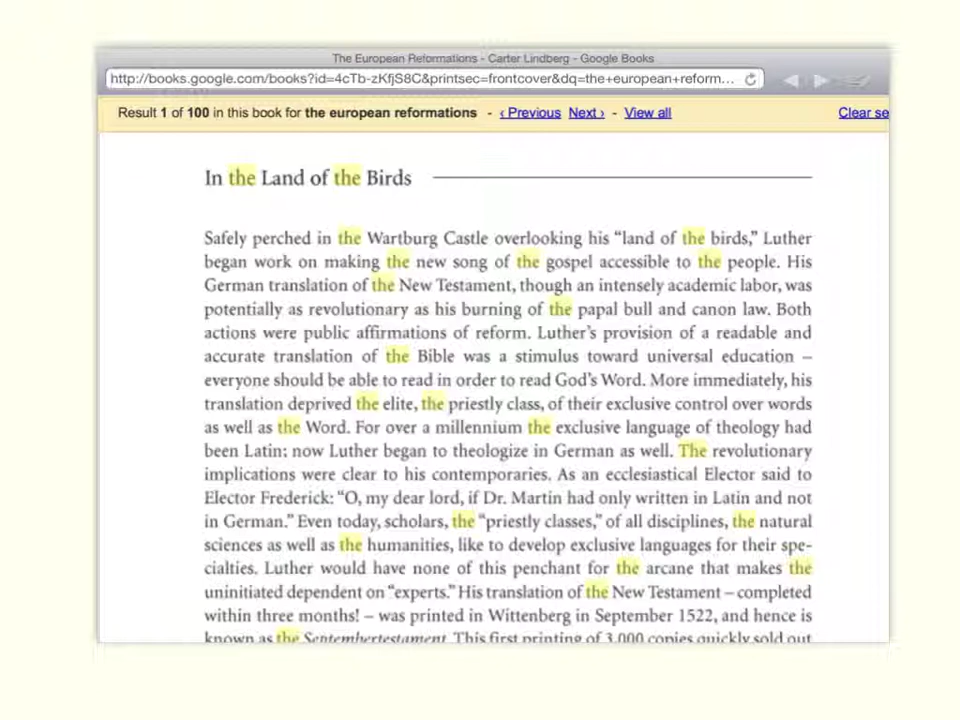 The European Reformations - Carter Lindberg - Google Books
http://books.google.com/books?id=4cTb-zKfjS8C&printsec=frontcover&dq=the+european+reform...
Result 1 of 100 in this book for the european reformations - ‹ Previous Next › - View all Clear se
In the Land of the Birds
Safely perched in the Wartburg Castle overlooking his “land of the birds,” Luther
began work on making the new song of the gospel accessible to the people. His
German translation of the New Testament, though an intensely academic labor, was
potentially as revolutionary as his burning of the papal bull and canon law. Both
actions were public affirmations of reform. Luther’s provision of a readable and
accurate translation of the Bible was a stimulus toward universal education –
everyone should be able to read in order to read God’s Word. More immediately, his
translation deprived the elite, the priestly class, of their exclusive control over words
as well as the Word. For over a millennium the exclusive language of theology had
been Latin; now Luther began to theologize in German as well. The revolutionary
implications were clear to his contemporaries. As an ecclesiastical Elector said to
Elector Frederick: “O, my dear lord, if Dr. Martin had only written in Latin and not
in German.” Even today, scholars, the “priestly classes,” of all disciplines, the natural
sciences as well as the humanities, like to develop exclusive languages for their spe-
cialties. Luther would have none of this penchant for the arcane that makes the
uninitiated dependent on “experts.” His translation of the New Testament – completed
within three months! – was printed in Wittenberg in September 1522, and hence is
known as the Septembertestament. This first printing of 3,000 copies quickly sold out